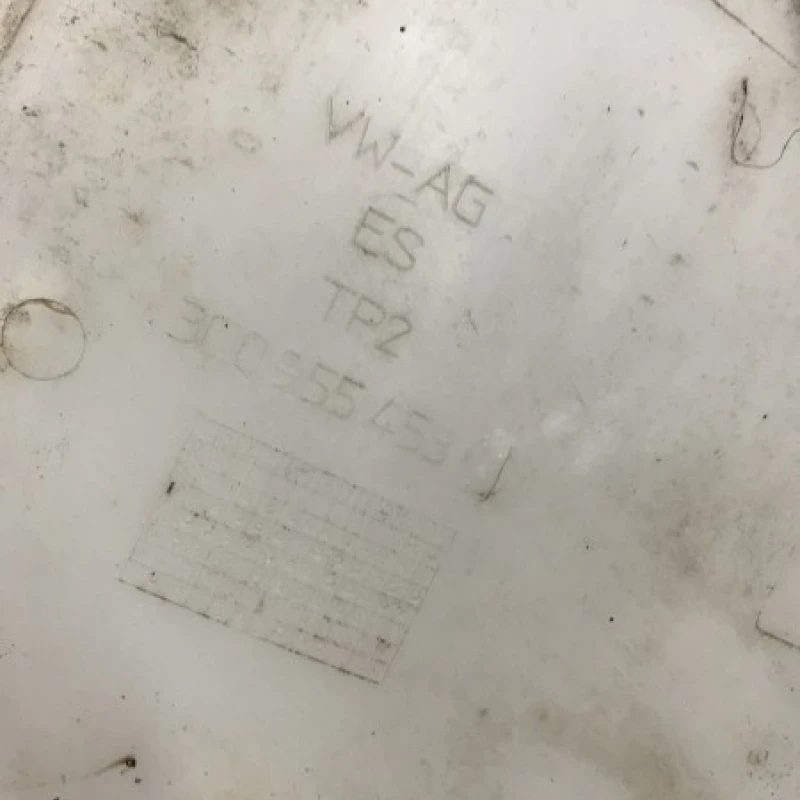 VW-AG
ES
TP2
3C0 955 453